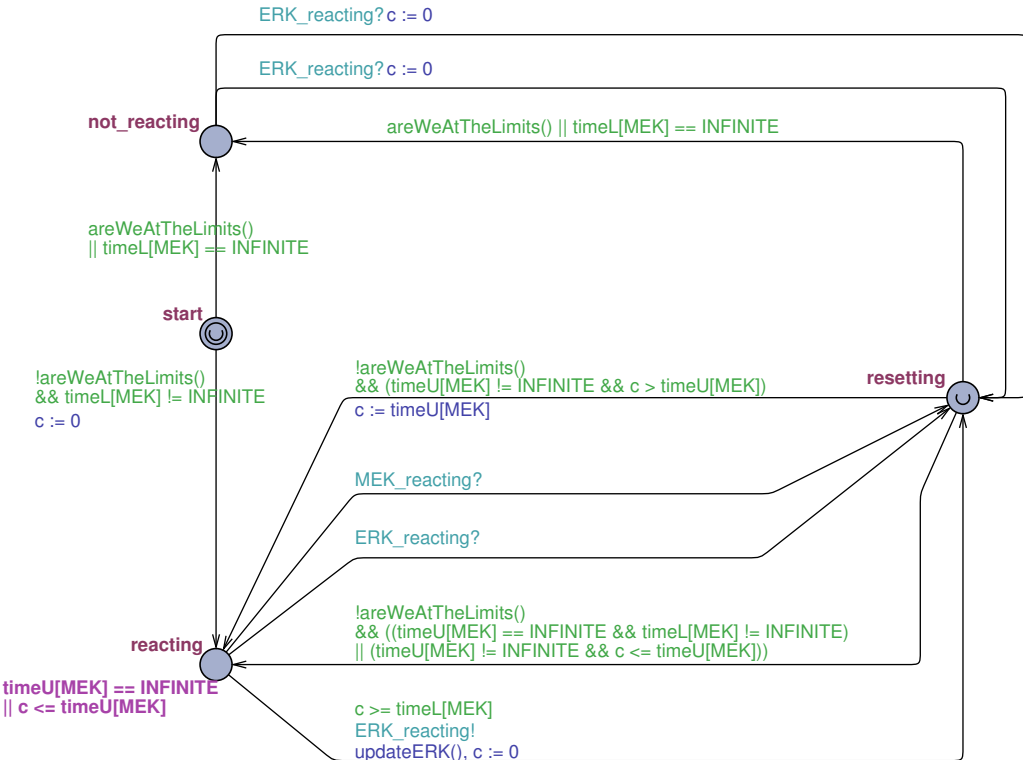 ERK_reacting? c := 0
ERK_reacting? c := 0
not_reacting
areWeAtTheLimits() || timeL[MEK] == INFINITE
areWeAtTheLimits()
|| timeL[MEK] == INFINITE
start
!areWeAtTheLimits()
&& timeL[MEK] != INFINITE
c := 0
!areWeAtTheLimits()
&& (timeU[MEK] != INFINITE && c > timeU[MEK])
c := timeU[MEK]
resetting
MEK_reacting?
ERK_reacting?
!areWeAtTheLimits()
&& ((timeU[MEK] == INFINITE && timeL[MEK] != INFINITE)
|| (timeU[MEK] != INFINITE && c <= timeU[MEK]))
reacting
timeU[MEK] == INFINITE
|| c <= timeU[MEK]
c >= timeL[MEK]
ERK_reacting!
updateERK(), c := 0